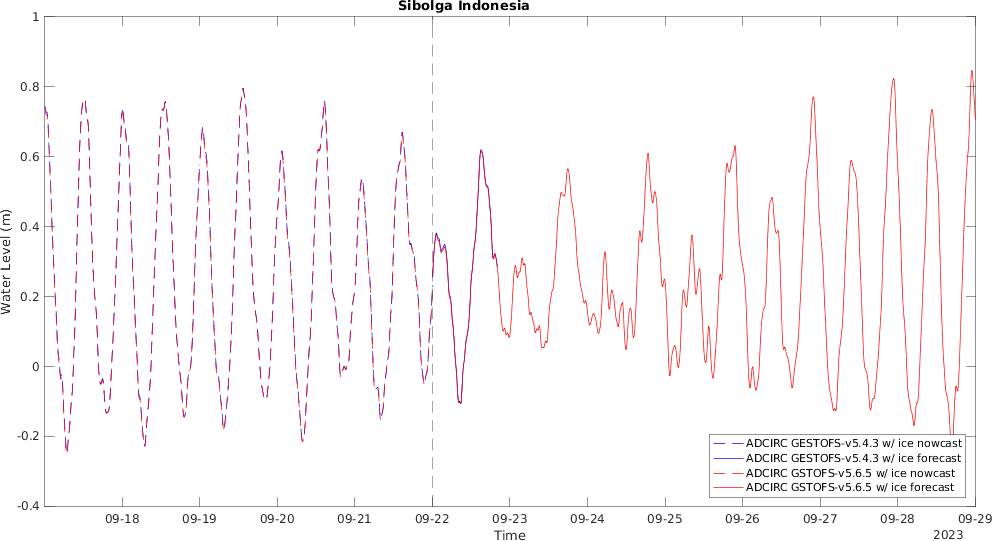 Sibolga Indonesia
1
0.8
0.6
0.4
0.2
0
-0.2
-0.4
Water Level (m)
09-18 09-19 09-20 09-21 09-22 09-23 09-24 09-25 09-26 09-27 09-28 09-29
Time
2023
ADCIRC GESTOFS-v5.4.3 w/ ice nowcast
ADCIRC GESTOFS-v5.4.3 w/ ice forecast
ADCIRC GSTOFS-v5.6.5 w/ ice nowcast
ADCIRC GSTOFS-v5.6.5 w/ ice forecast